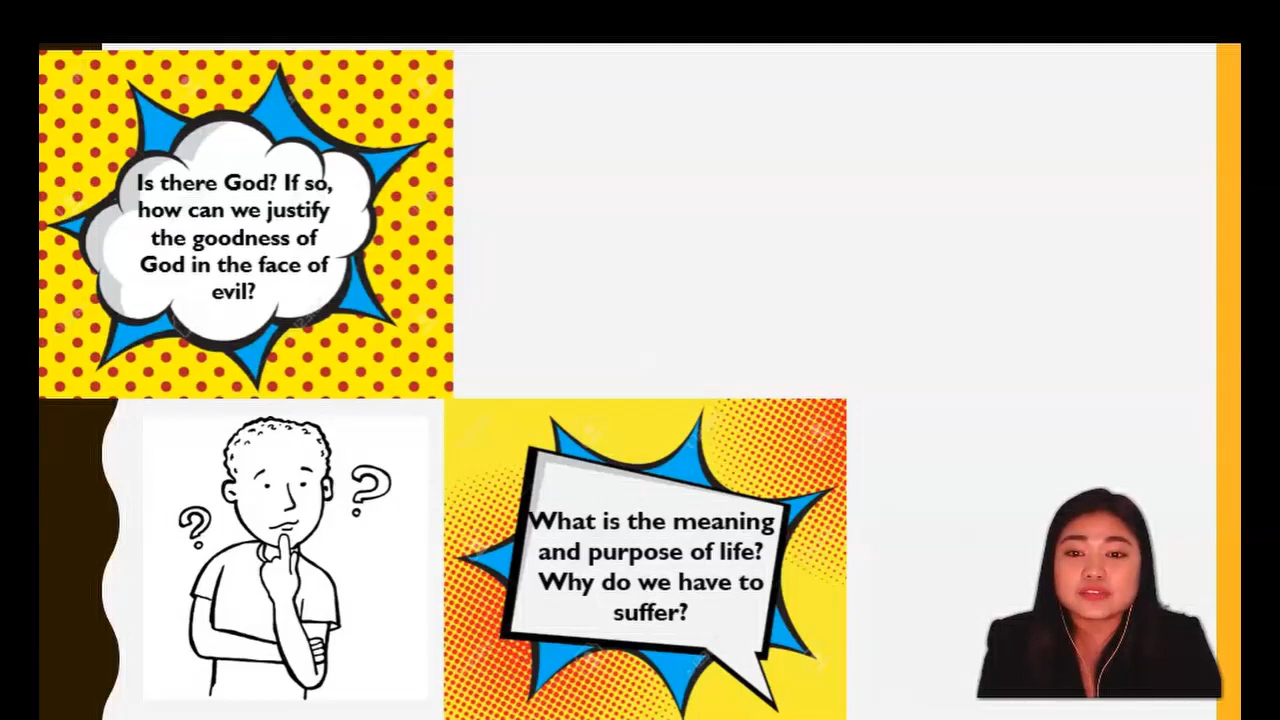 Is there God? If so,
how can we justify
the goodness of
God in the face of
evil?
? ?
What is the meaning
and purpose of life?
Why do we have to
suffer?